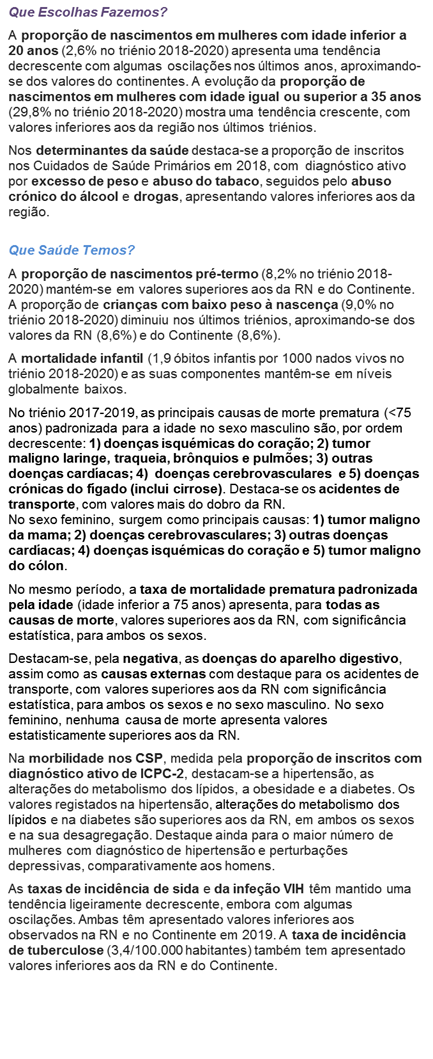 Que Escolhas Fazemos?
A proporção de nascimentos em mulheres com idade inferior a
20 anos (2,6% no triénio 2018-2020) apresenta uma tendência
decrescente com algumas oscilações nos últimos anos, aproximando-
se dos valores do continentes. A evolução da proporção de
nascimentos em mulheres com idade igual ou superior a 35 anos
(29,8% no triénio 2018-2020) mostra uma tendência crescente, com
valores inferiores aos da região nos últimos triénios.
Nos determinantes da saúde destaca-se a proporção de inscritos
nos Cuidados de Saúde Primários em 2018, com diagnóstico ativo
por excesso de peso e abuso do tabaco, seguidos pelo abuso
crónico do álcool e drogas, apresentando valores inferiores aos da
região.
Que Saúde Temos?
A proporção de nascimentos pré-termo (8,2% no triénio 2018-
2020) mantém-se em valores superiores aos da RN e do Continente.
A proporção de crianças com baixo peso à nascença (9,0% no
triénio 2018-2020) diminuiu nos últimos triénios, aproximando-se dos
valores da RN (8,6%) e do Continente (8,6%).
A mortalidade infantil (1,9 óbitos infantis por 1000 nados vivos no
triénio 2018-2020) e as suas componentes mantêm-se em níveis
globalmente baixos.
No triénio 2017-2019, as principais causas de morte prematura (<75
anos) padronizada para a idade no sexo masculino são, por ordem
decrescente: 1) doenças isquémicas do coração; 2) tumor
maligno laringe, traqueia, brônquios e pulmões; 3) outras
doenças cardíacas; 4) doenças cerebrovasculares e 5) doenças
crónicas do fígado (inclui cirrose). Destaca-se os acidentes de
transporte, com valores mais do dobro da RN.
No sexo feminino, surgem como principais causas: 1) tumor maligno
da mama; 2) doenças cerebrovasculares; 3) outras doenças
cardíacas; 4) doenças isquémicas do coração e 5) tumor maligno
do cólon.
No mesmo período, a taxa de mortalidade prematura padronizada
pela idade (idade inferior a 75 anos) apresenta, para todas as
causas de morte, valores superiores aos da RN, com significância
estatística, para ambos os sexos.
Destacam-se, pela negativa, as doenças do aparelho digestivo,
assim como as causas externas com destaque para os acidentes de
transporte, com valores superiores aos da RN com significância
estatística, para ambos os sexos e no sexo masculino. No sexo
feminino, nenhuma causa de morte apresenta valores
estatisticamente superiores aos da RN.
Na morbilidade nos CSP, medida pela proporção de inscritos com
diagnóstico ativo de ICPC-2, destacam-se a hipertensão, as
alterações do metabolismo dos lípidos, a obesidade e a diabetes. Os
valores registados na hipertensão, alterações do metabolismo dos
lípidos e na diabetes são superiores aos da RN, em ambos os sexos
e na sua desagregação. Destaque ainda para o maior número de
mulheres com diagnóstico de hipertensão e perturbações
depressivas, comparativamente aos homens.
As taxas de incidência de sida e da infeção VIH têm mantido uma
tendência ligeiramente decrescente, embora com algumas
oscilações. Ambas têm apresentado valores inferiores aos
observados na RN e no Continente em 2019. A taxa de incidência
de tuberculose (3,4/100.000 habitantes) também tem apresentado
valores inferiores aos da RN e do Continente.